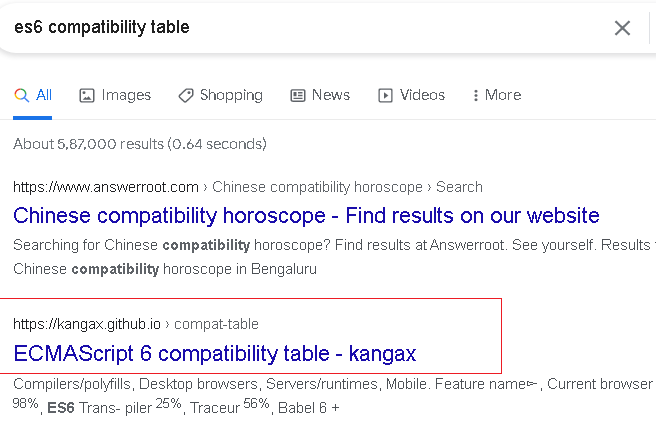 es6 compatibility table
All Images Shopping News Videos More
About 5,87,000 results (0.64 seconds)
https://www.answerroot.com › Chinese compatibility horoscope › Search
Chinese compatibility horoscope - Find results on our website
Searching for Chinese compatibility horoscope? Find results at Answerroot. See yourself. Results
Chinese compatibility horoscope in Bengaluru
https://kangax.github.io › compat-table
ECMAScript 6 compatibility table - kangax
Compilers/polyfills, Desktop browsers, Servers/runtimes, Mobile. Feature name▻, Current browser
98%, ES6 Trans- piler 25%, Traceur 56%, Babel 6 +